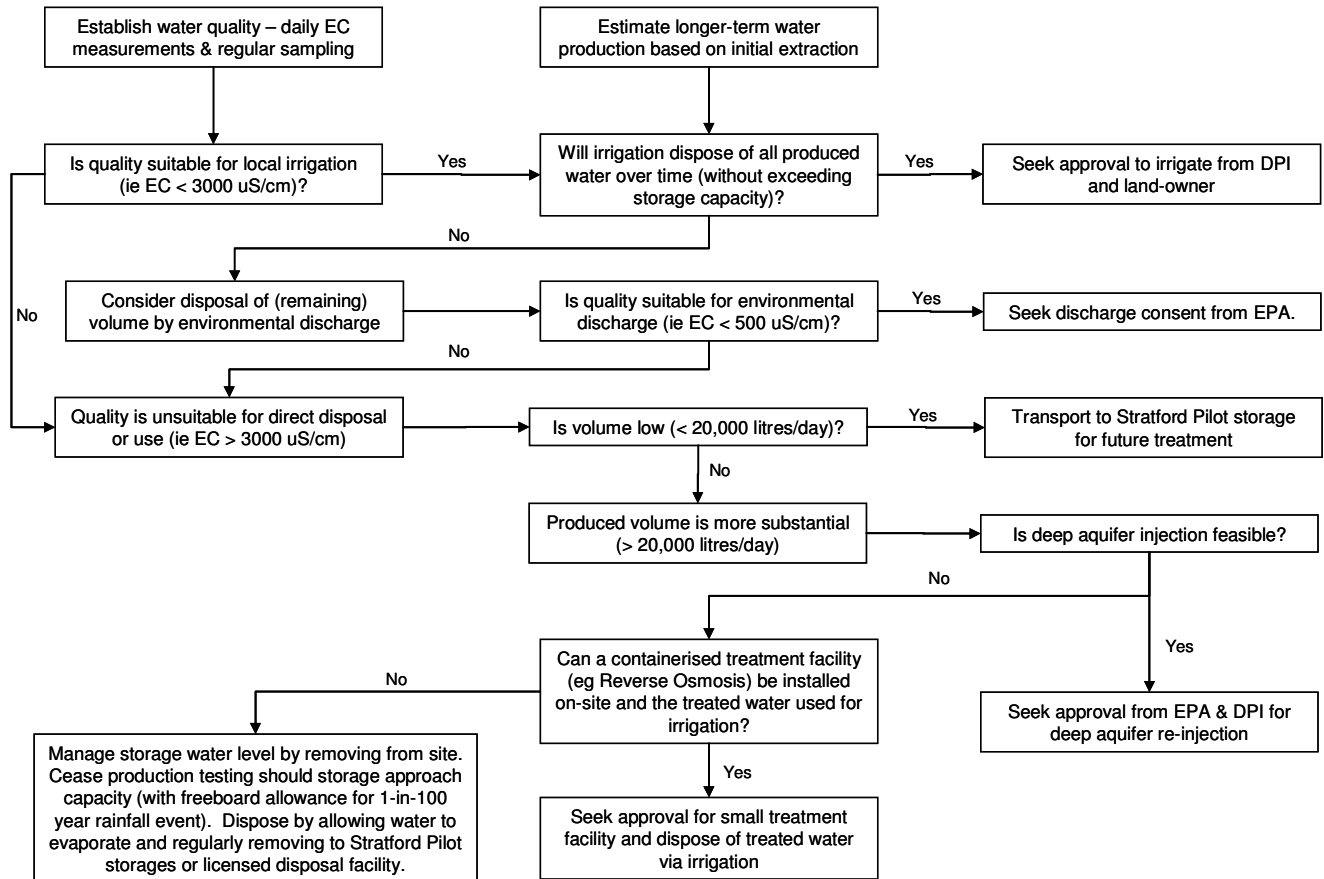 Establish water quality – daily EC
measurements & regular sampling
Estimate longer-term water
production based on initial extraction
Is quality suitable for local irrigation
(ie EC < 3000 uS/cm)?
Yes
Will irrigation dispose of all produced
water over time (without exceeding
storage capacity)?
Yes
Seek approval to irrigate from DPI
and land-owner
No
No
Consider disposal of (remaining)
volume by environmental discharge
Is quality suitable for environmental
discharge (ie EC < 500 uS/cm)?
Yes
Seek discharge consent from EPA.
No
Quality is unsuitable for direct disposal
or use (ie EC > 3000 uS/cm)
Is volume low (< 20,000 litres/day)?
Yes
Transport to Stratford Pilot storage
for future treatment
No
Produced volume is more substantial
(> 20,000 litres/day)
Is deep aquifer injection feasible?
No
Yes
Can a containerised treatment facility
(eg Reverse Osmosis) be installed
on-site and the treated water used for
irrigation?
No
Seek approval from EPA & DPI for
deep aquifer re-injection
Manage storage water level by removing from site.
Cease production testing should storage approach
capacity (with freeboard allowance for 1-in-100
year rainfall event).  Dispose by allowing water to
evaporate and regularly removing to Stratford Pilot
storages or licensed disposal facility.
Yes
Seek approval for small treatment
facility and dispose of treated water
via irrigation